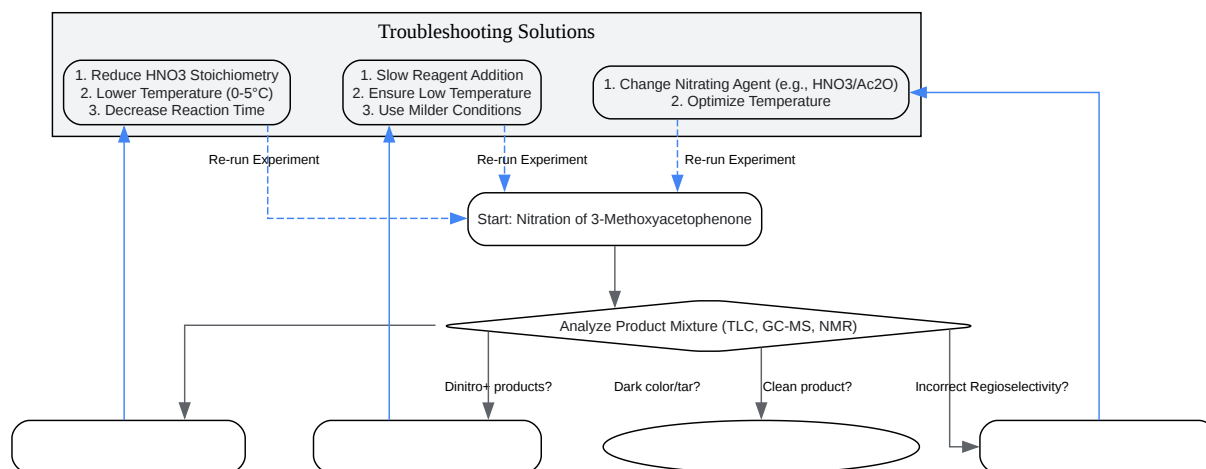 Troubleshooting Solutions
1. Reduce HNO3 Stoichiometry
2. Lower Temperature (0-5°C)
3. Decrease Reaction Time
1. Slow Reagent Addition
2. Ensure Low Temperature
3. Use Milder Conditions
1. Change Nitrating Agent (e.g., HNO3/Ac2O)
2. Optimize Temperature
Re-run Experiment
Re-run Experiment
Re-run Experiment
Start: Nitration of 3-Methoxyacetophenone
Analyze Product Mixture (TLC, GC-MS, NMR)
Dinitro+ products?
Dark color/tar?
Clean product?
Incorrect Regioselectivity?